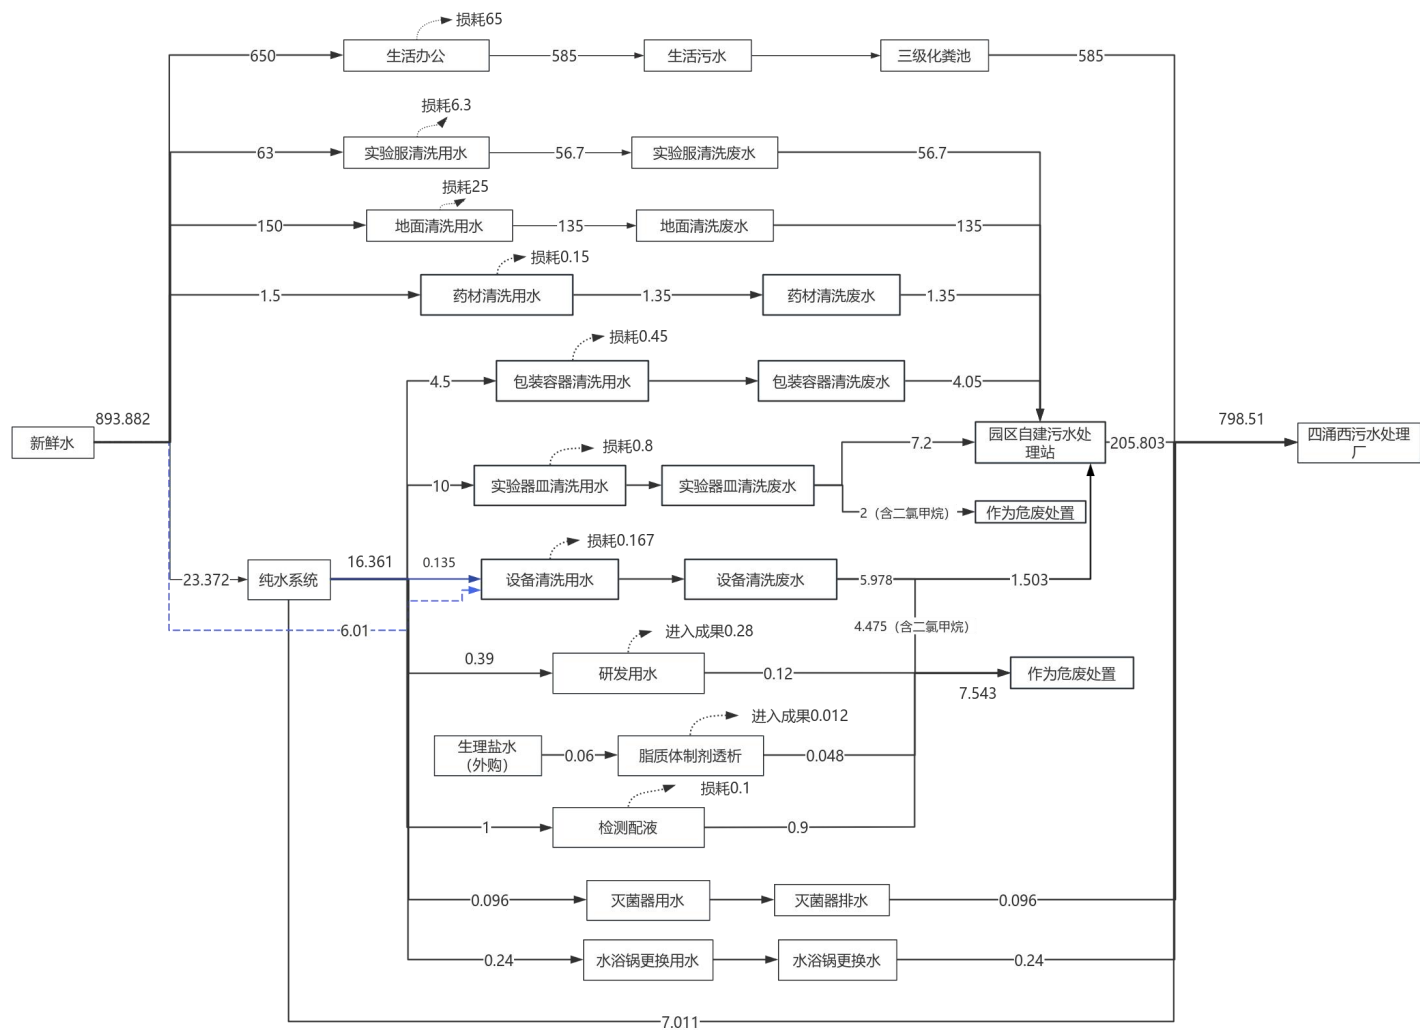 损耗65
650
生活办公
585
生活污水
三级化粪池
585
损耗6.3
63
实验服清洗用水
56.7
实验服清洗废水
56.7
损耗25
150
地面清洗用水
135
地面清洗废水
135
损耗0.15
1.5
药材清洗用水
1.35
药材清洗废水
1.35
损耗0.45
4.5
包装容器清洗用水
包装容器清洗废水
4.05
893.882
新鲜水
损耗0.8
10
实验器皿清洗用水
实验器皿清洗废水
7.2
2（含二氯甲烷）
园区自建污水处
理站
205.803
798.51
四涌西污水处理
厂
作为危废处置
损耗0.167
23.372
纯水系统
16.361
0.135
设备清洗用水
设备清洗废水
5.978
1.503
6.01
4.475（含二氯甲烷）
进入成果0.28
0.39
研发用水
0.12
7.543
作为危废处置
进入成果0.012
生理盐水
（外购）
0.06
脂质体制剂透析
0.048
损耗0.1
1
检测配液
0.9
0.096
灭菌器用水
灭菌器排水
0.096
0.24
水浴锅更换用水
水浴锅更换水
0.24
7.011